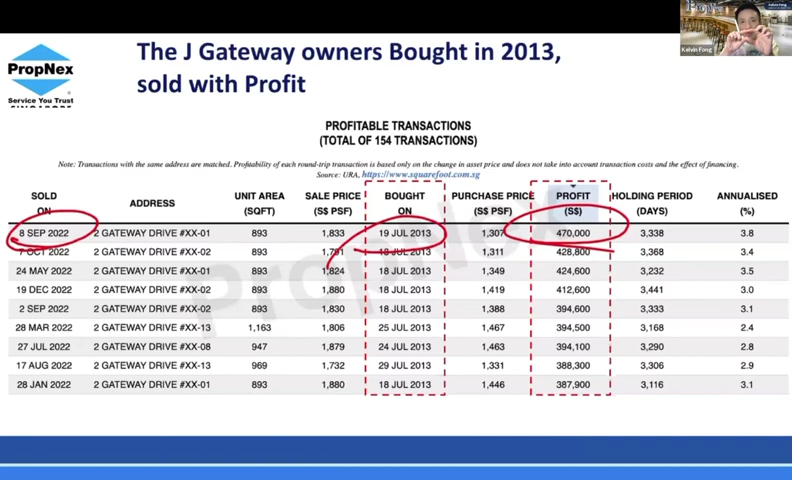 The J Gateway owners Bought in 2013,
sold with Profit
PropNex
Service You Trust
PROFITABLE TRANSACTIONS
(TOTAL OF 154 TRANSACTIONS)
Note: Transactions with the same address are matched. Profitability of each round-trip transaction is based only on the change in asset price and does not take into account transaction costs and the effect of financing.
Source: URA, https://www.squarefoot.com.sg
SOLD ON ADDRESS UNIT AREA (SQFT) SALE PRICE (S$ PSF) BOUGHT ON PURCHASE PRICE (S$ PSF) PROFIT (S$) HOLDING PERIOD (DAYS) ANNUALISED (%)
8 SEP 2022 2 GATEWAY DRIVE #XX-01 893 1,833 19 JUL 2013 1,307 470,000 3,338 3.8
7 OCT 2022 2 GATEWAY DRIVE #XX-02 893 1,791 18 JUL 2013 1,311 428,800 3,368 3.4
24 MAY 2022 2 GATEWAY DRIVE #XX-01 893 1,824 18 JUL 2013 1,349 424,600 3,232 3.5
19 DEC 2022 2 GATEWAY DRIVE #XX-02 893 1,880 18 JUL 2013 1,419 412,600 3,441 3.0
2 SEP 2022 2 GATEWAY DRIVE #XX-02 893 1,830 18 JUL 2013 1,388 394,600 3,333 3.1
28 MAR 2022 2 GATEWAY DRIVE #XX-13 1,163 1,806 25 JUL 2013 1,467 394,500 3,168 2.4
27 JUL 2022 2 GATEWAY DRIVE #XX-08 947 1,879 24 JUL 2013 1,463 394,100 3,290 2.8
17 AUG 2022 2 GATEWAY DRIVE #XX-13 969 1,732 29 JUL 2013 1,331 388,300 3,306 2.9
28 JAN 2022 2 GATEWAY DRIVE #XX-01 893 1,880 18 JUL 2013 1,446 387,900 3,116 3.1
PropNex
Kelvin Fong
Kelvin Fong